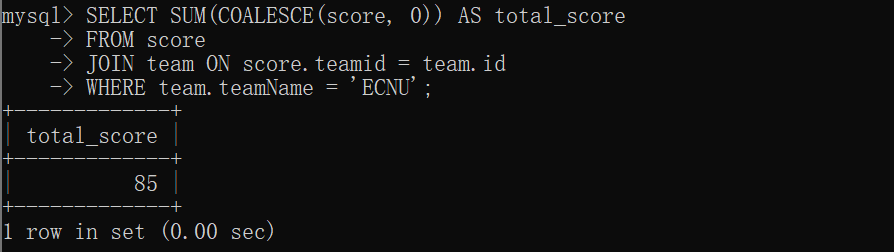 mysql> SELECT SUM(COALESCE(score, 0)) AS total_score
    -> FROM score
    -> JOIN team ON score.teamid = team.id
    -> WHERE team.teamName = 'ECNU';
+-------------+
| total_score |
+-------------+
|          85 |
+-------------+
1 row in set (0.00 sec)